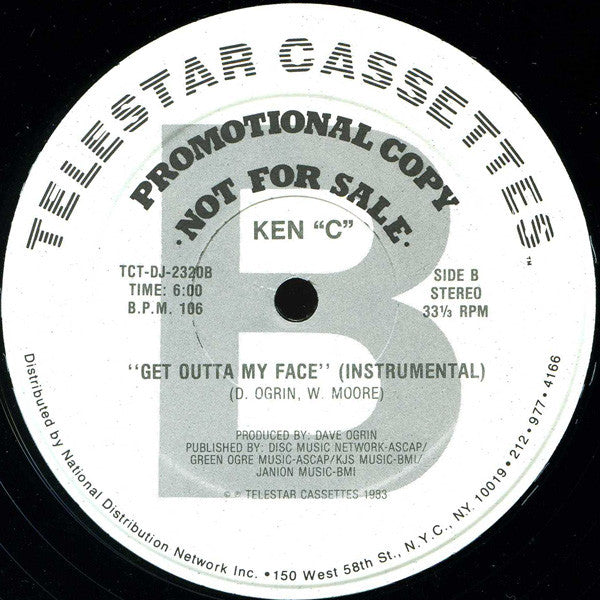 TELESTAR CASSETTES™
PROMOTIONAL COPY
·NOT FOR SALE·
B
KEN “C”
TCT-DJ-2320B
TIME: 6:00
B.P.M. 106
SIDE B
STEREO
33⅓ RPM
“GET OUTTA MY FACE” (INSTRUMENTAL)
(D. OGRIN, W. MOORE)
PRODUCED BY: DAVE OGRIN
PUBLISHED BY: DISC MUSIC NETWORK-ASCAP/
GREEN OGRE MUSIC-ASCAP/KJS MUSIC-BMI/
JANION MUSIC-BMI
© ℗ TELESTAR CASSETTES 1983
Distributed by National Distribution Network Inc. • 150 West 58th St., N.Y.C., NY. 10019 • 212 • 977 • 4166